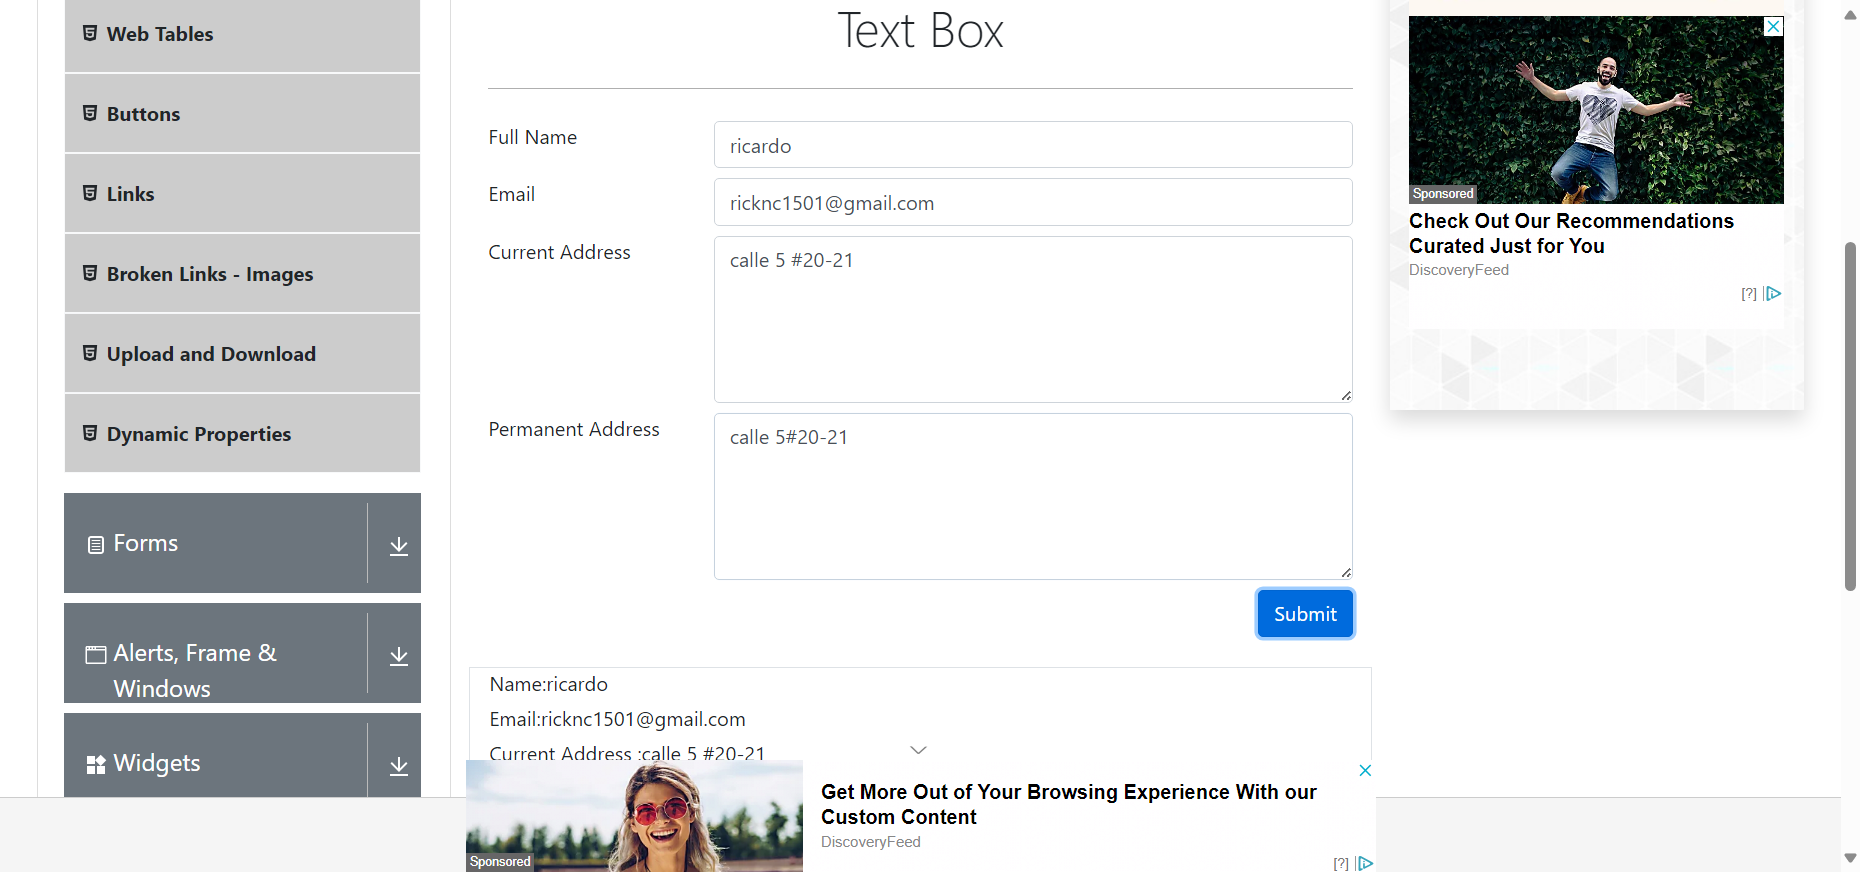 Web Tables
Buttons
Links
Broken Links - Images
Upload and Download
Dynamic Properties
Forms
Alerts, Frame &
Windows
Widgets
Text Box
Full Name
ricardo
Email
ricknc1501@gmail.com
Current Address
calle 5 #20-21
Permanent Address
calle 5#20-21
Submit
Name:ricardo
Email:ricknc1501@gmail.com
Current Address :calle 5 #20-21
Sponsored
Get More Out of Your Browsing Experience With our
Custom Content
DiscoveryFeed
[?]
Sponsored
Check Out Our Recommendations
Curated Just for You
DiscoveryFeed
[?]